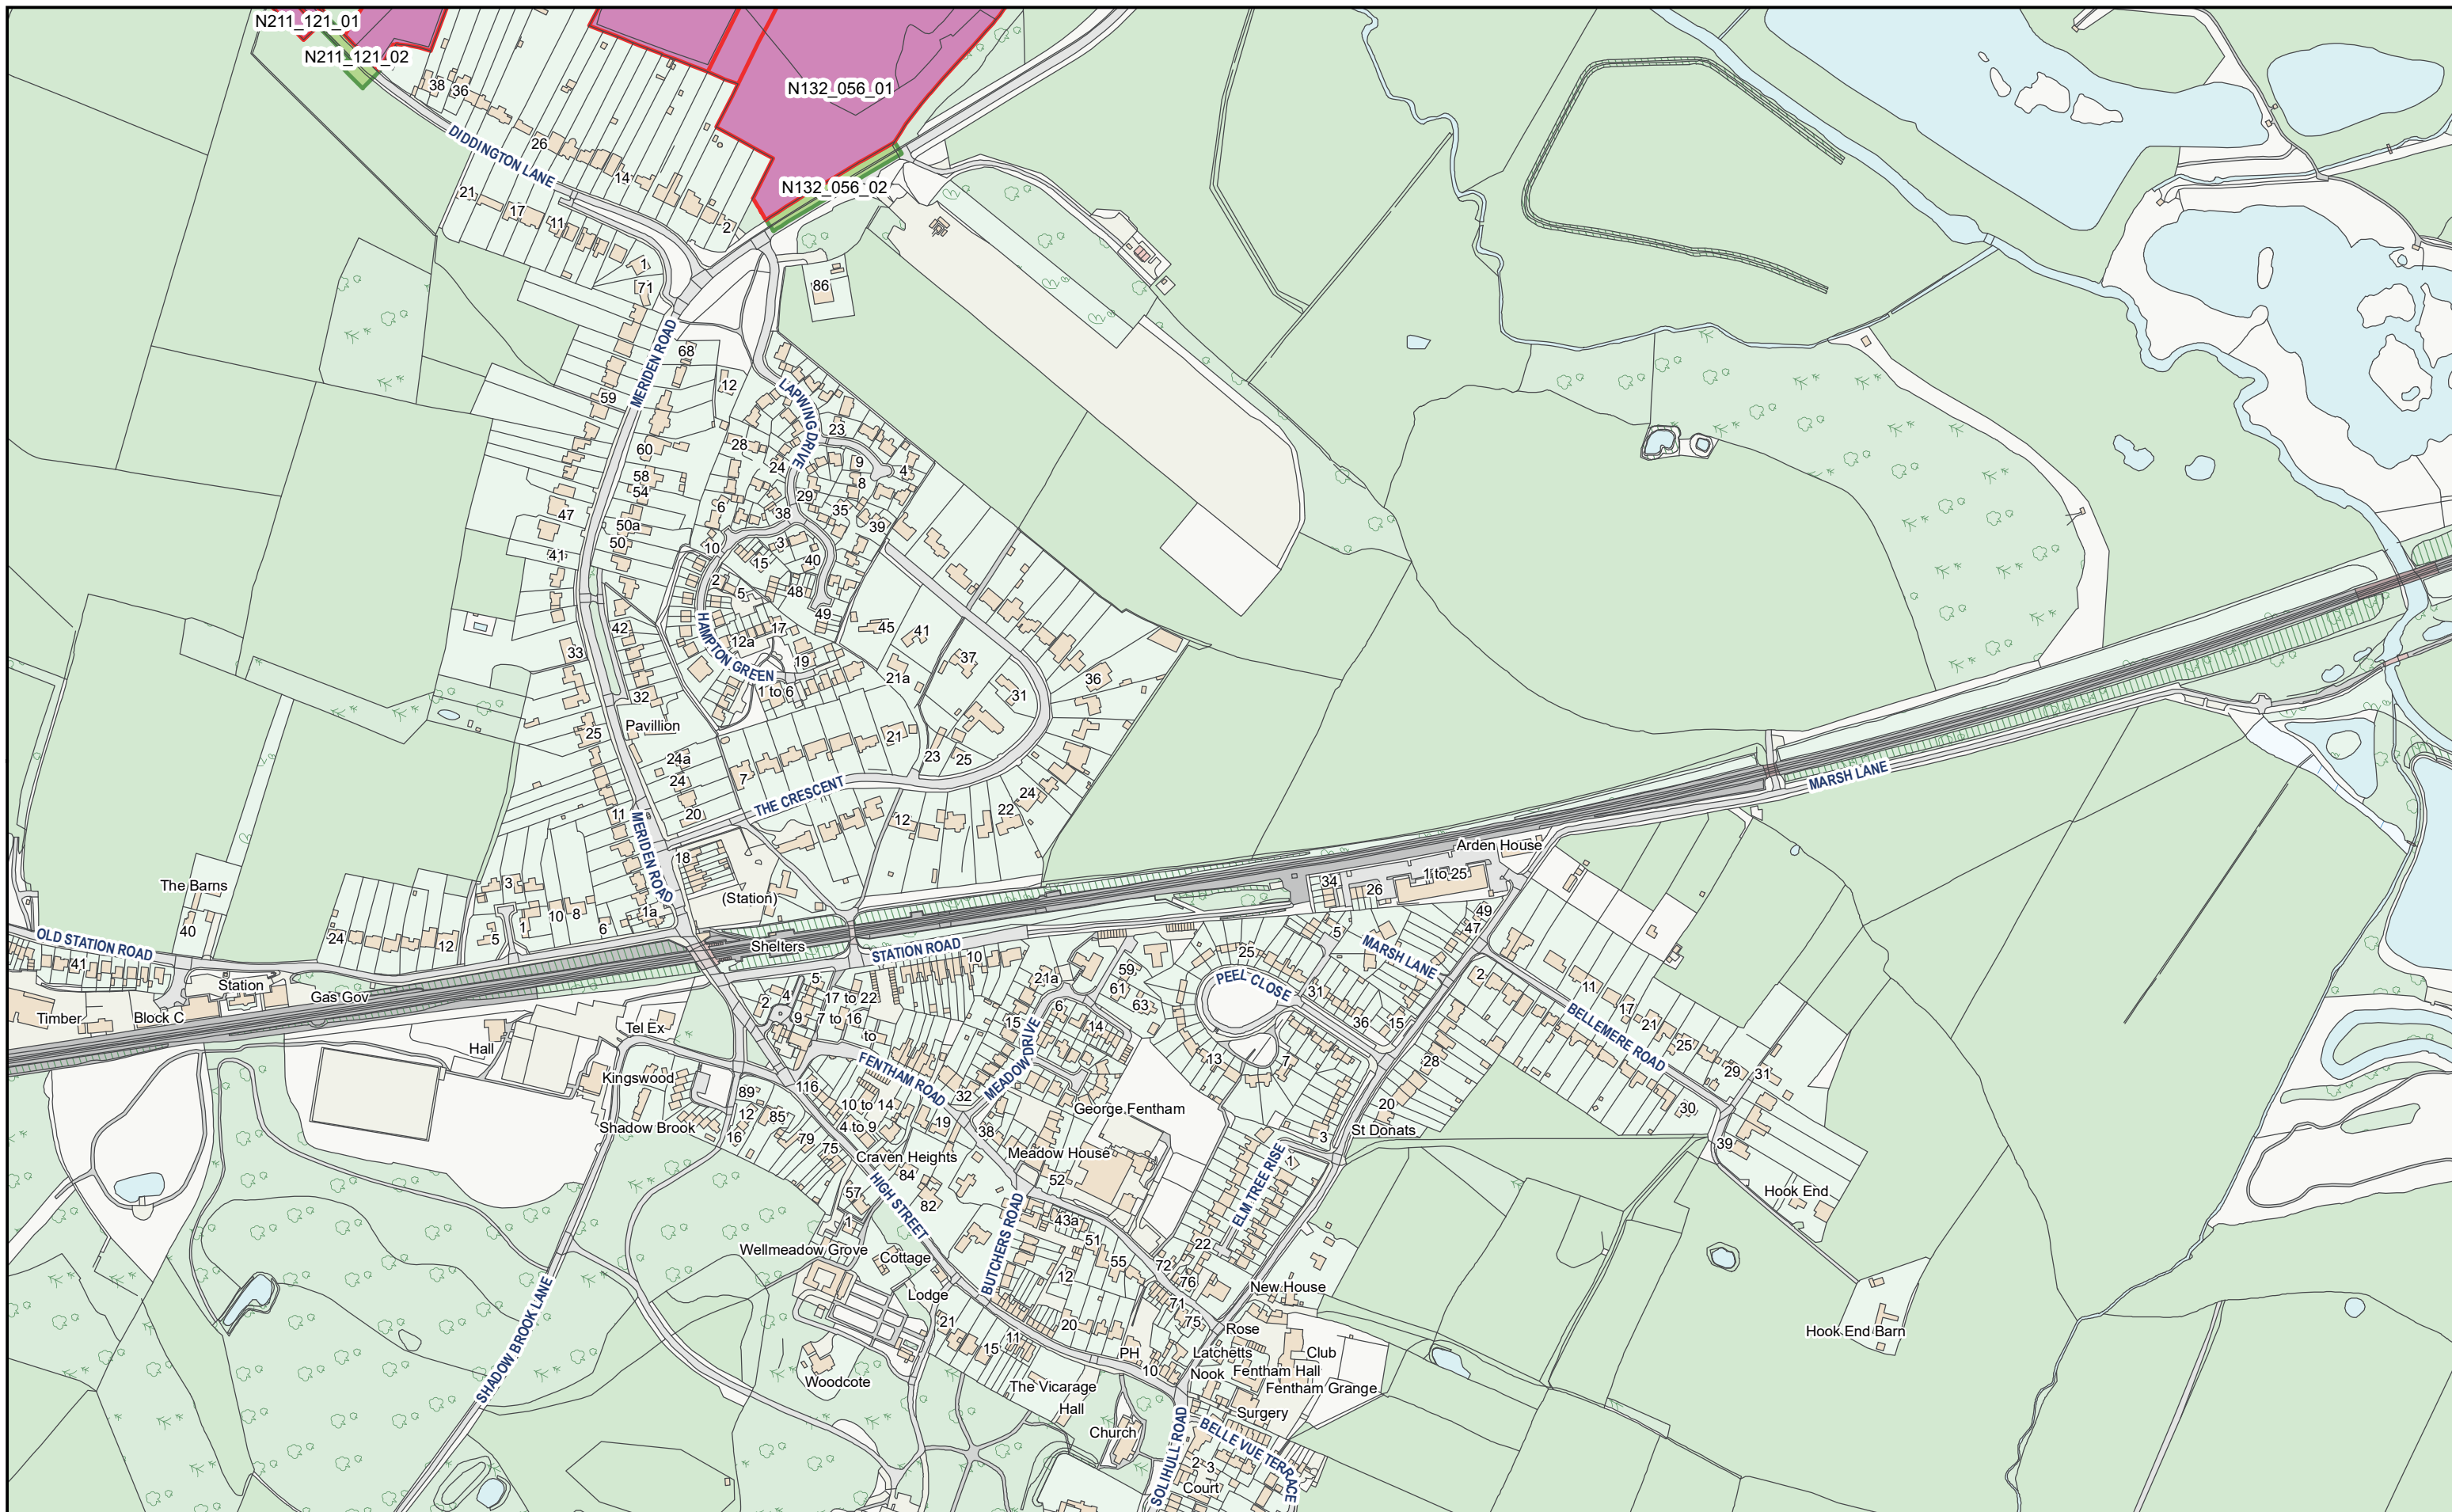 N211_121_01
N211_121_02
N132_056_01
N132_056_02
38
36
26
DIDDINGTON LANE
14
21
17
11
2
1
71
86
MERIDEN ROAD
68
12
59
LAPWING DRIVE
23
28
60
24
9
4
8
58
54
29
6
38
35
47
50a
39
50
10
3
41
15
40
2
5
48
49
HAMPTON GREEN
42
12a
17
45
41
33
19
37
1 to 6
21a
36
32
31
Pavillion
25
21
24a
23
25
7
24
THE CRESCENT
24
22
11
20
12
MERIDEN ROAD
18
MARSH LANE
Arden House
The Barns
3
(Station)
34
26
1 to 25
40
10
8
1a
24
12
5
1
6
49
47
OLD STATION ROAD
Shelters
STATION ROAD
5
MARSH LANE
41
10
25
Station
21a
59
PEEL CLOSE
2
Gas Gov
5
61
11
Timber
Block C
2
4
17 to 22
6
63
31
17
9
7 to 16
15
14
36
15
21
Tel Ex
to
BELLEMERE ROAD
25
Hall
MEADOW DRIVE
13
7
28
29
31
Kingswood
FENTHAM ROAD
116
89
32
10 to 14
George Fentham
20
30
Shadow Brook
12
85
4 to 9
19
16
79
38
3
St Donats
39
75
Craven Heights
Meadow House
1
84
52
ELM TREE RISE
57
82
Hook End
HIGH STREET
BUTCHERS ROAD
43a
1
51
22
Wellmeadow Grove
Cottage
55
72
12
76
New House
Lodge
71
SHADOW BROOK LANE
21
20
75
Rose
Hook End Barn
15
11
PH
Latchetts
Club
Woodcote
10
Nook
Fentham Hall
The Vicarage
Fentham Grange
Hall
Surgery
Church
SOLIHULL ROAD
BELLE VUE TERRACE
2
3
Court